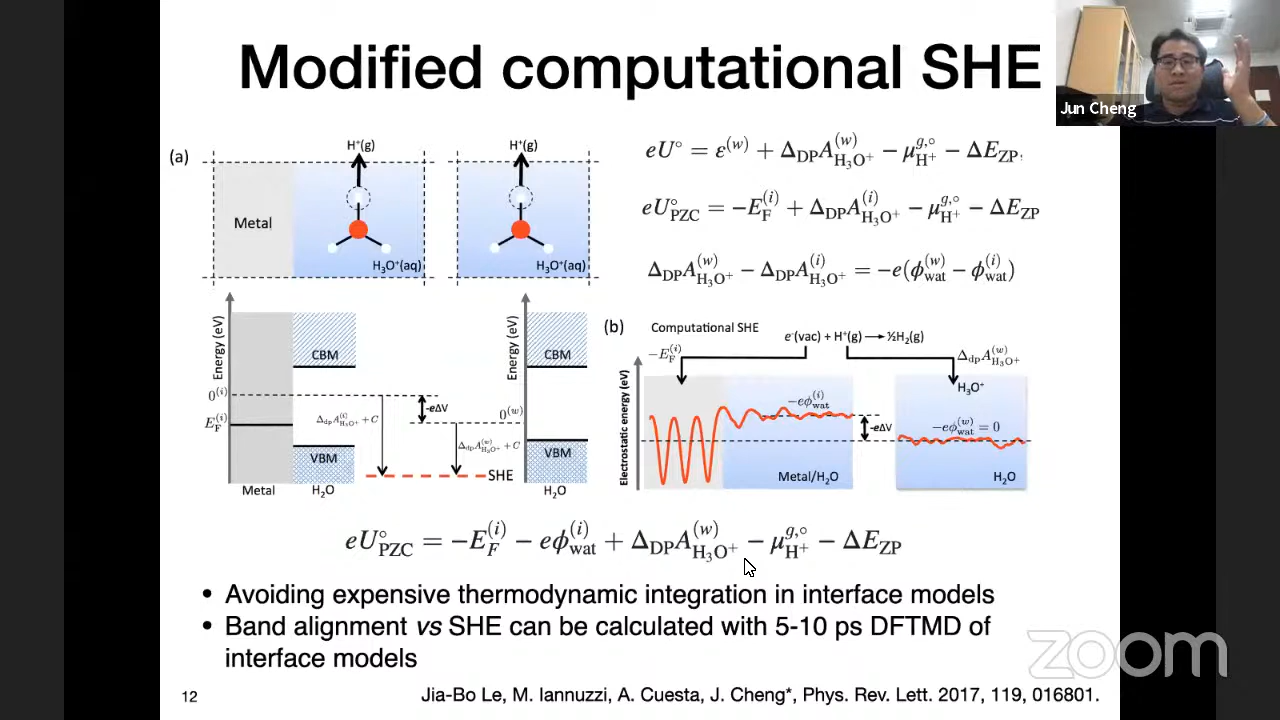 Modified computational SHE
Jun Cheng
(a)
H⁺(g)
H⁺(g)
Metal
H₃O⁺(aq)
H₃O⁺(aq)
eU° = ε^(w) + Δ_DP A^(w)_H₃O⁺ − μ^g,°_H⁺ − ΔE_ZP,
eU°_PZC = −E_F^(i) + Δ_DP A^(i)_H₃O⁺ − μ^g,°_H⁺ − ΔE_ZP
Δ_DP A^(w)_H₃O⁺ − Δ_DP A^(i)_H₃O⁺ = −e(ϕ^(w)_wat − ϕ^(i)_wat)
Energy (eV)
CBM
0^(i)
E_F^(i)
Δ_dp A^(i)_H₃O⁺ + C
VBM
Metal
H₂O
-eΔV
SHE
Energy (eV)
CBM
0^(w)
Δ_dp A^(w)_H₃O⁺ + C
VBM
H₂O
(b)
Computational SHE
e⁻(vac) + H⁺(g) → ½H₂(g)
−E_F^(i)
Δ_dp A^(w)_H₃O⁺
H₃O⁺
Electrostatic energy (eV)
−eϕ^(i)_wat
-eΔV
−eϕ^(w)_wat = 0
Metal/H₂O
H₂O
eU°_PZC = −E_F^(i) − eϕ^(i)_wat + Δ_DP A^(w)_H₃O⁺ − μ^g,°_H⁺ − ΔE_ZP
• Avoiding expensive thermodynamic integration in interface models
• Band alignment vs SHE can be calculated with 5-10 ps DFTMD of
interface models
zoom
12
Jia-Bo Le, M. Iannuzzi, A. Cuesta, J. Cheng*, Phys. Rev. Lett. 2017, 119, 016801.